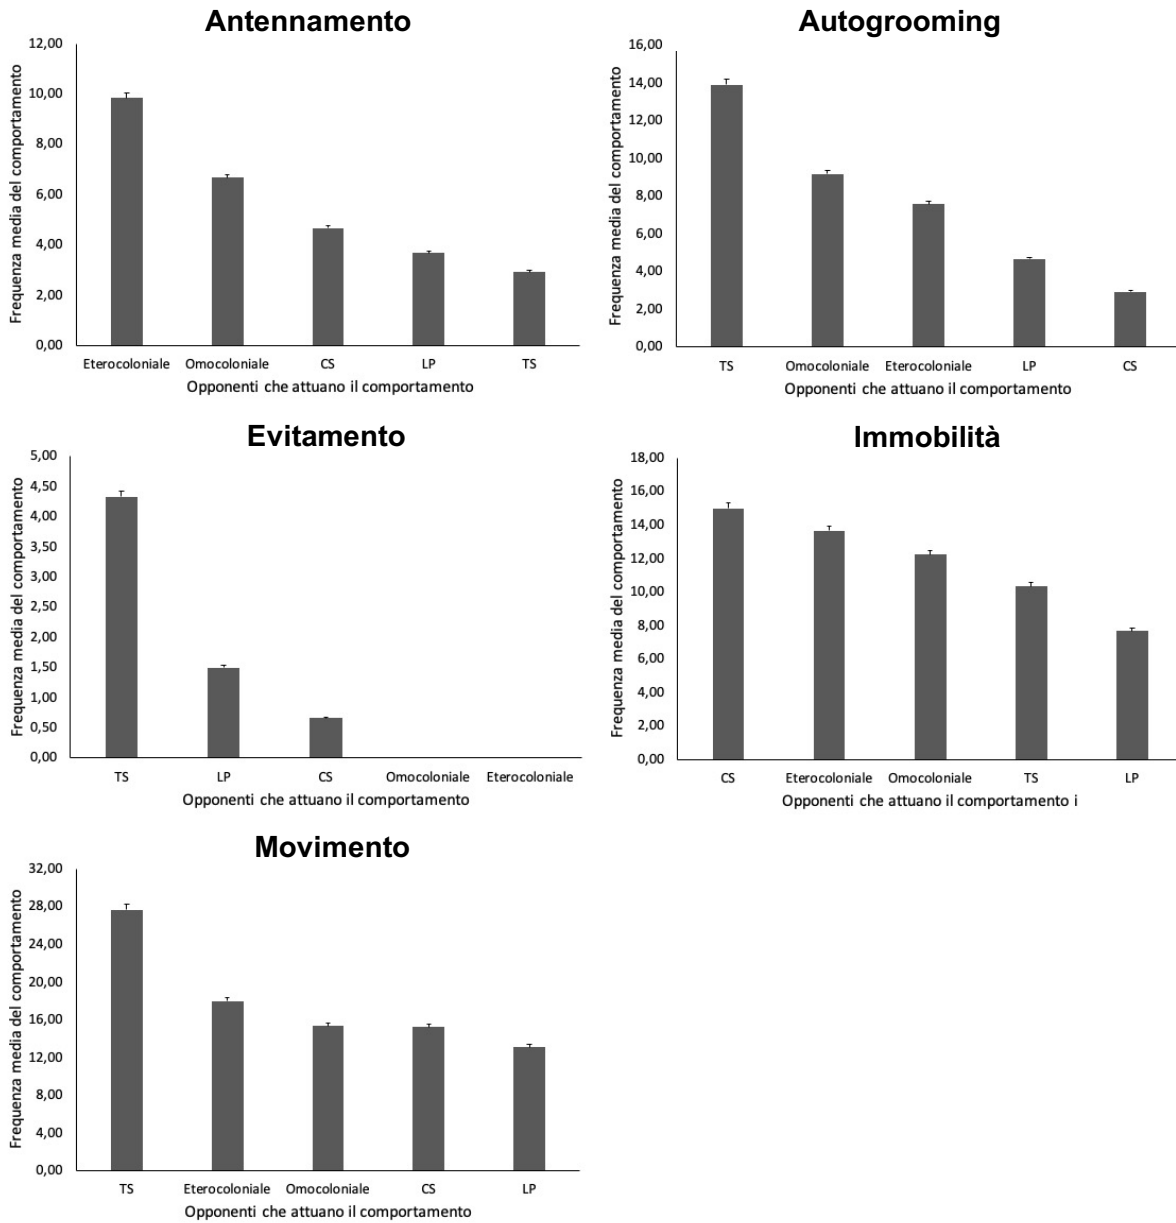 Antennamento
Frequenza media del comportamento
12,00
10,00
8,00
6,00
4,00
2,00
0,00
Eterocoloniale Omocoloniale CS LP TS
Opponenti che attuano il comportamento
Autogrooming
Frequenza media del comportamento
16,00
14,00
12,00
10,00
8,00
6,00
4,00
2,00
0,00
TS Omocoloniale Eterocoloniale LP CS
Opponenti che attuano il comportamento
Evitamento
Frequenza media del comportamento
5,00
4,50
4,00
3,50
3,00
2,50
2,00
1,50
1,00
0,50
0,00
TS LP CS Omocoloniale Eterocoloniale
Opponenti che attuano il comportamento
Immobilità
Frequenza media del comportamento
18,00
16,00
14,00
12,00
10,00
8,00
6,00
4,00
2,00
0,00
CS Eterocoloniale Omocoloniale TS LP
Opponenti che attuano il comportamento i
Movimento
Frequenza media del comportamento
32,00
28,00
24,00
20,00
16,00
12,00
8,00
4,00
0,00
TS Eterocoloniale Omocoloniale CS LP
Opponenti che attuano il comportamento